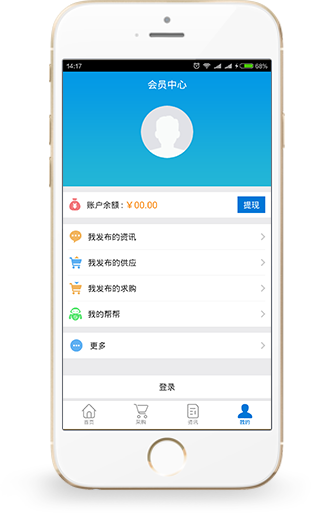 14:17
68%
会员中心
账户余额：￥00.00
提现
我发布的资讯
我发布的供应
我发布的求购
我的帮帮
更多
登录
首页
采购
资讯
我的